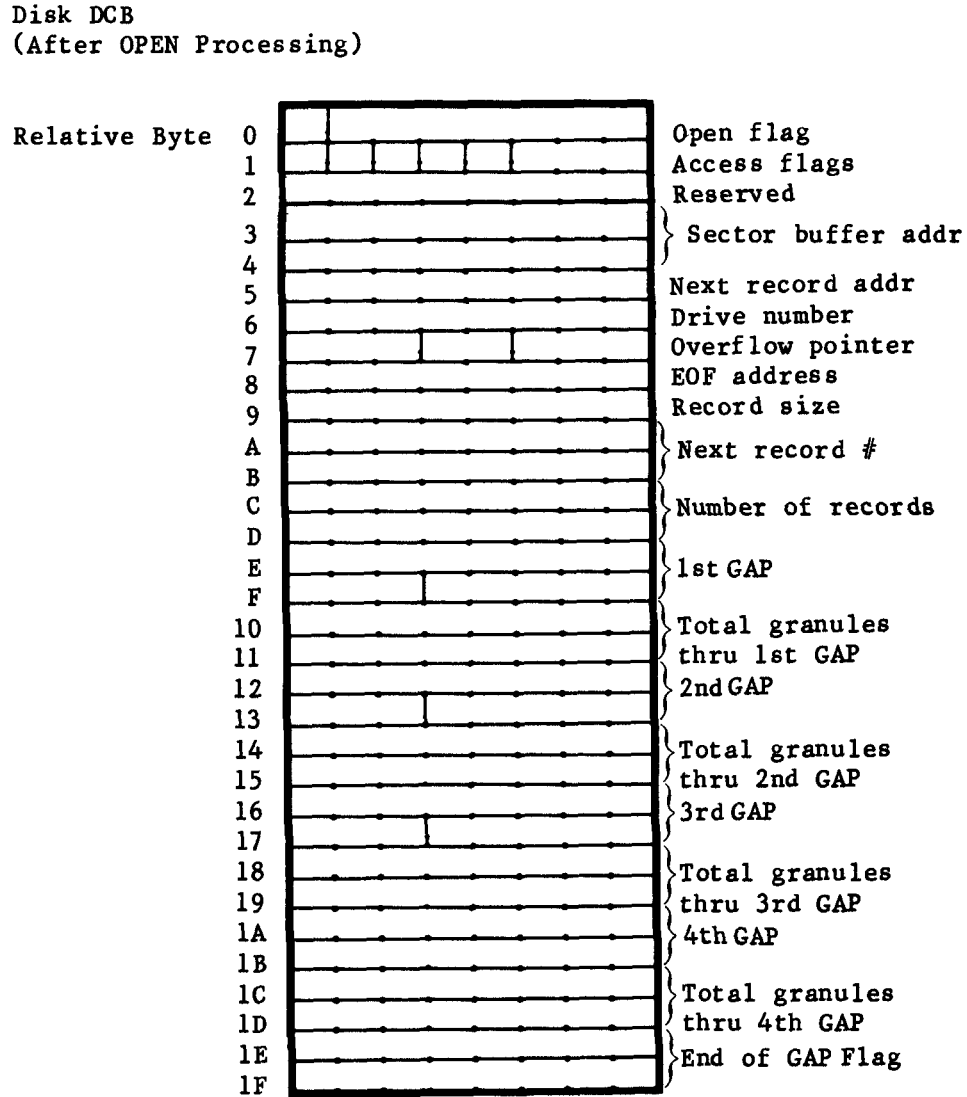 Disk DCB
(After OPEN Processing)
Relative Byte 0 Open flag
1 Access flags
2 Reserved
3 Sector buffer addr
4
5 Next record addr
6 Drive number
7 Overflow pointer
8 EOF address
9 Record size
A Next record #
B
C Number of records
D
E 1st GAP
F
10 Total granules
11 thru 1st GAP
12 2nd GAP
13
14 Total granules
15 thru 2nd GAP
16 3rd GAP
17
18 Total granules
19 thru 3rd GAP
1A 4th GAP
1B
1C Total granules
1D thru 4th GAP
1E End of GAP Flag
1F